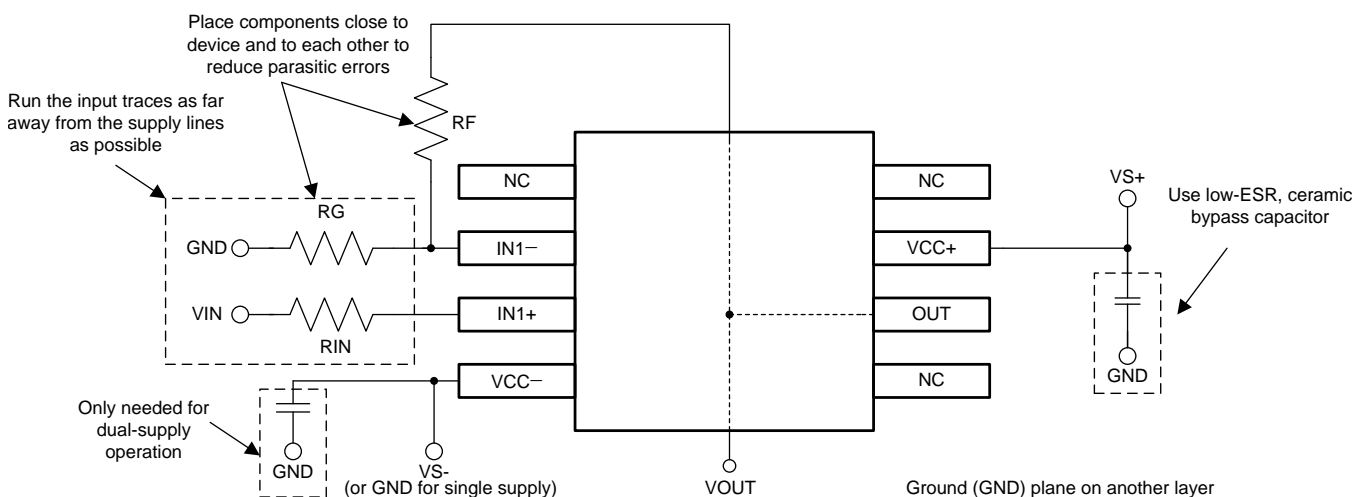 Place components close to
device and to each other to
reduce parasitic errors
Run the input traces as far
away from the supply lines
as possible
RF
NC
NC
VS+
Use low-ESR, ceramic
bypass capacitor
RG
GND
IN1−
VCC+
VIN
IN1+
OUT
RIN
VCC−
NC
GND
Only needed for
dual-supply
operation
GND
VS-
(or GND for single supply)
VOUT
Ground (GND) plane on another layer